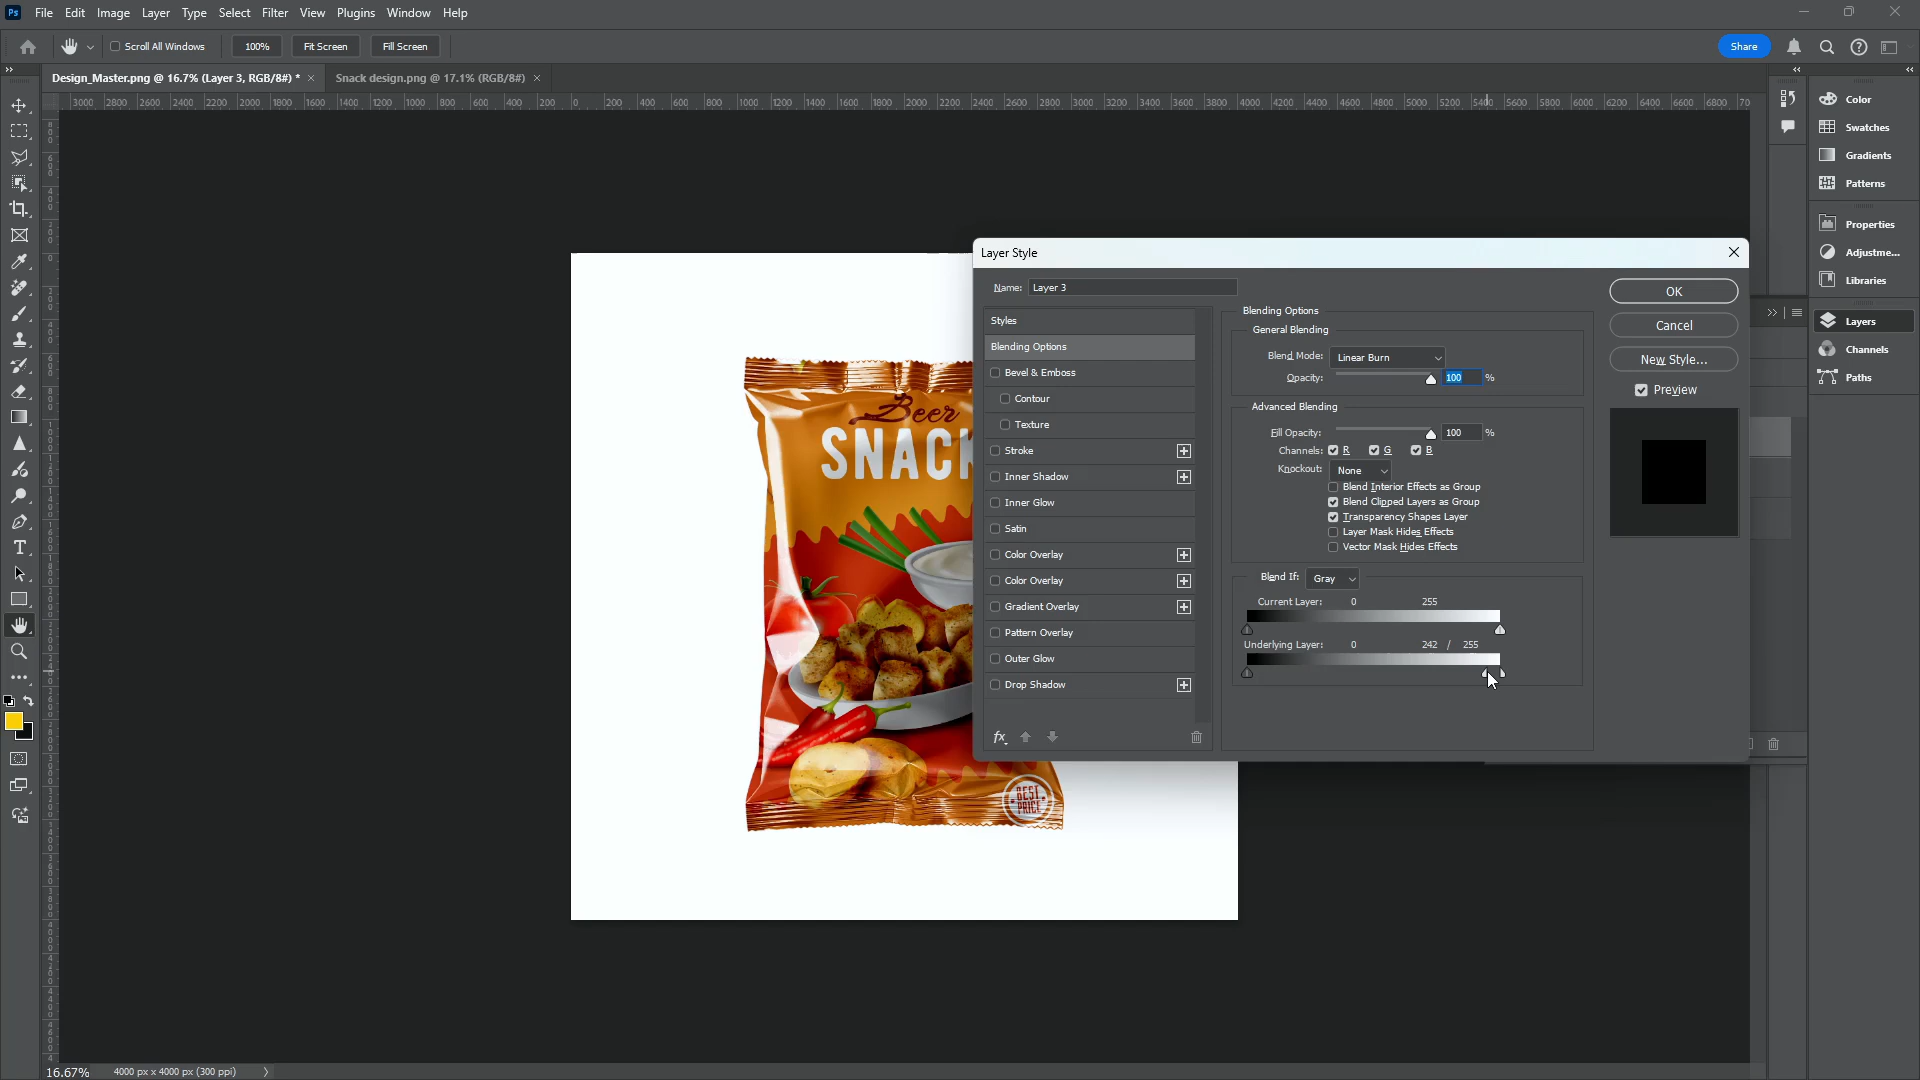 Ps File Edit Image Layer Type Select Filter View Plugins Window Help
Scroll All Windows 100% Fit Screen Fill Screen Share
Design_Master.png @ 16.7% (Layer 3, RGB/8#) * × Snack design.png @ 17.1% (RGB/8#) ×
3000 2800 2600 2400 2200 2000 1800 1600 1400 1200 1000 800 600 400 200 0 200 400 600 800 1000 1200 1400 1600 1800 2000 2200 2400 2600 2800 3000 3200 3400 3600 3800 4000 4200 4400 4600 4800 5000 5200 5400 5600 5800 6000 6200 6400 6600 6800 70
Color
Swatches
Gradients
Patterns
Properties
Adjustme...
Libraries
Layers
Channels
Paths
Layer Style
Name: Layer 3
Styles
Blending Options
Bevel & Emboss
Contour
Texture
Stroke
Inner Shadow
Inner Glow
Satin
Color Overlay
Color Overlay
Gradient Overlay
Pattern Overlay
Outer Glow
Drop Shadow
fx
Blending Options
General Blending
Blend Mode: Linear Burn
Opacity: 100 %
Advanced Blending
Fill Opacity: 100 %
Channels: R G B
Knockout: None
Blend Interior Effects as Group
Blend Clipped Layers as Group
Transparency Shapes Layer
Layer Mask Hides Effects
Vector Mask Hides Effects
Blend If: Gray
Current Layer: 0 255
Underlying Layer: 0 242 / 255
OK
Cancel
New Style...
Preview
Beer
SNACK
BEST
PRICE
16.67% 4000 px x 4000 px (300 ppi)